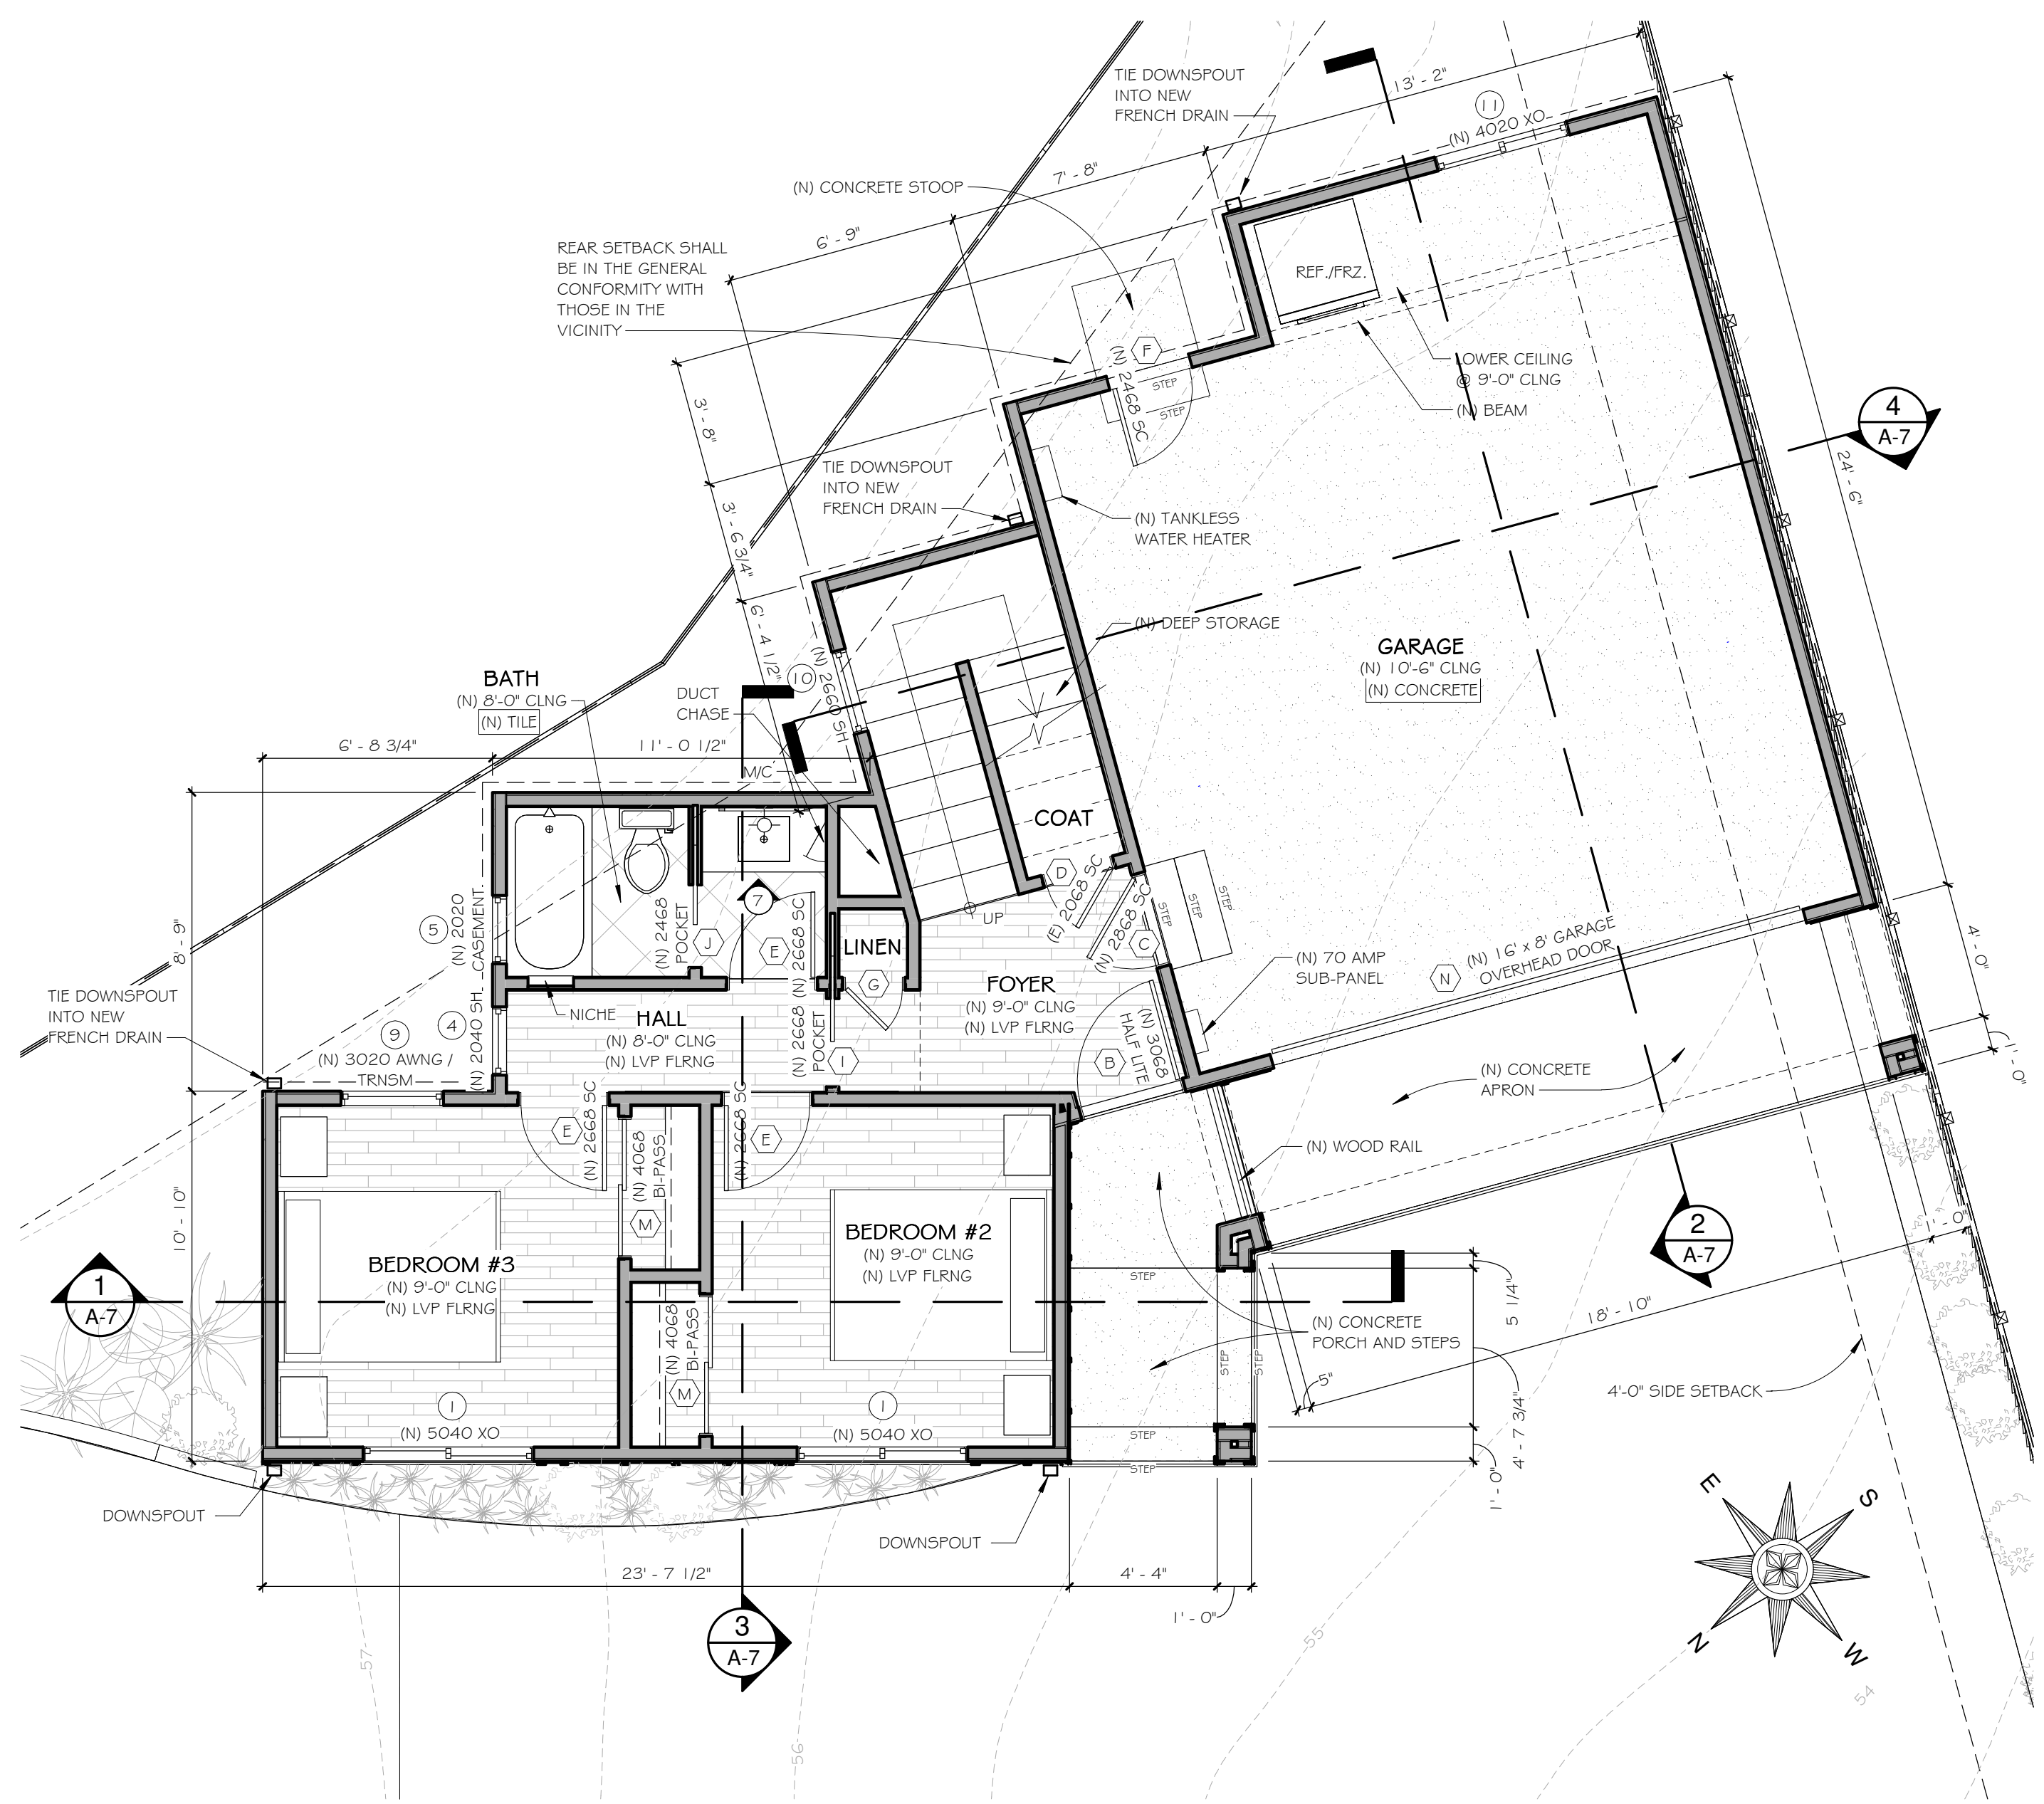 TIE DOWNSPOUT
INTO NEW
FRENCH DRAIN
13' - 2"
11
(N) 4020 XO
7' - 8"
(N) CONCRETE STOOP
6' - 9"
REAR SETBACK SHALL
BE IN THE GENERAL
CONFORMITY WITH
THOSE IN THE
VICINITY
REF./FRZ.
F
(N) 2468 SC
STEP
STEP
LOWER CEILING
@ 9'-0" CLNG
(N) BEAM
3' - 8"
4
A-7
24' - 6"
TIE DOWNSPOUT
INTO NEW
FRENCH DRAIN
3' - 6 3/4"
(N) TANKLESS
WATER HEATER
6' - 4 1/2"
(N) DEEP STORAGE
GARAGE
(N) 10'-6" CLNG
(N) CONCRETE
10
(N) 2660 SH
BATH
(N) 8'-0" CLNG
(N) TILE
DUCT
CHASE
6' - 8 3/4"
11' - 0 1/2"
M/C
COAT
D
(E) 2068 SC
STEP
STEP
STEP
(N) 2868 SC
C
UP
7
8' - 9"
5
(N) 2020
CASEMENT
(N) 2468
POCKET
J
E
(N) 2668 SC
LINEN
G
(N) 16' x 8' GARAGE
OVERHEAD DOOR
N
4' - 0"
(N) 70 AMP
SUB-PANEL
FOYER
(N) 9'-0" CLNG
(N) LVP FLRNG
TIE DOWNSPOUT
INTO NEW
FRENCH DRAIN
NICHE
HALL
(N) 8'-0" CLNG
(N) LVP FLRNG
4
(N) 2040 SH
9
(N) 3020 AWNG /
TRNSM
(N) 2668
POCKET
I
B
(N) 3068
HALF LITE
1' - 0"
(N) CONCRETE
APRON
E
(N) 2668 SC
(N) 4068
BI-PASS
M
(N) 2668 SC
E
(N) WOOD RAIL
10' - 10"
BEDROOM #2
(N) 9'-0" CLNG
(N) LVP FLRNG
BEDROOM #3
(N) 9'-0" CLNG
(N) LVP FLRNG
2
A-7
1' - 0"
1
A-7
STEP
5 1/4"
18' - 10"
(N) CONCRETE
PORCH AND STEPS
(N) 4068
BI-PASS
M
STEP
STEP
5"
4'-0" SIDE SETBACK
4' - 7 3/4"
1
(N) 5040 XO
1
(N) 5040 XO
STEP
STEP
1' - 0"
DOWNSPOUT
DOWNSPOUT
E
S
N
W
23' - 7 1/2"
4' - 4"
1' - 0"
3
A-7
57
56
55
54